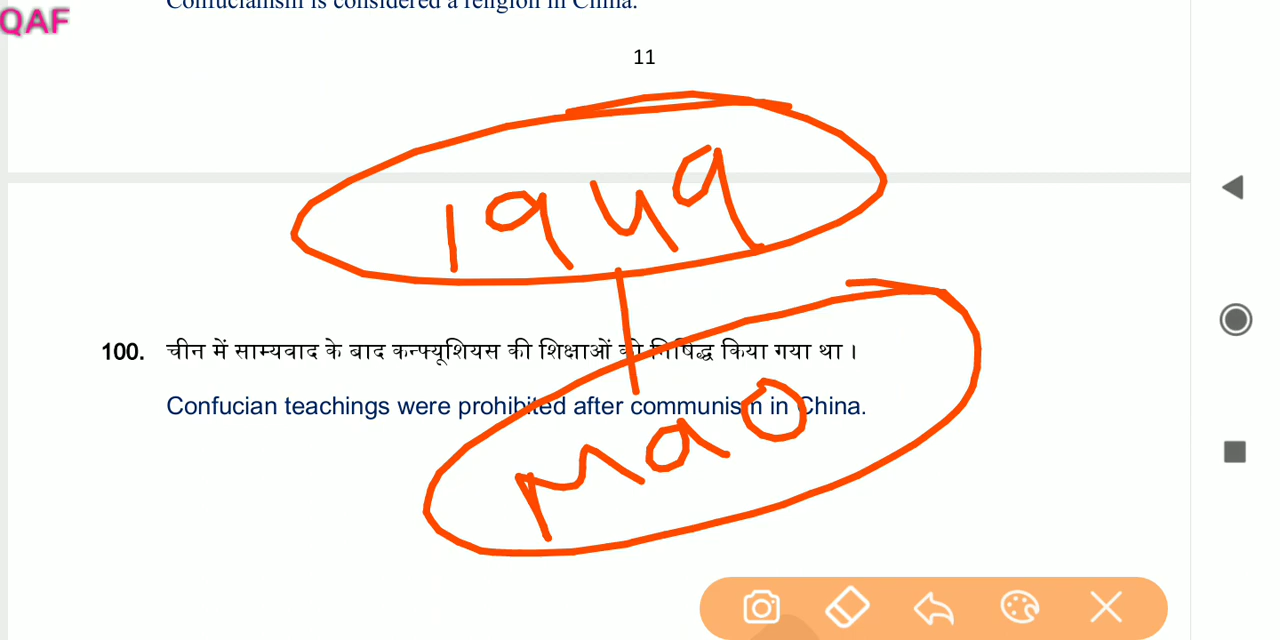 Confucianism is considered a religion in China.
QAF
11
1949
100. चीन में साम्यवाद के बाद कन्फ्यूशियस की शिक्षाओं को निषिद्ध किया गया था ।
Confucian teachings were prohibited after communism in China.
Mao